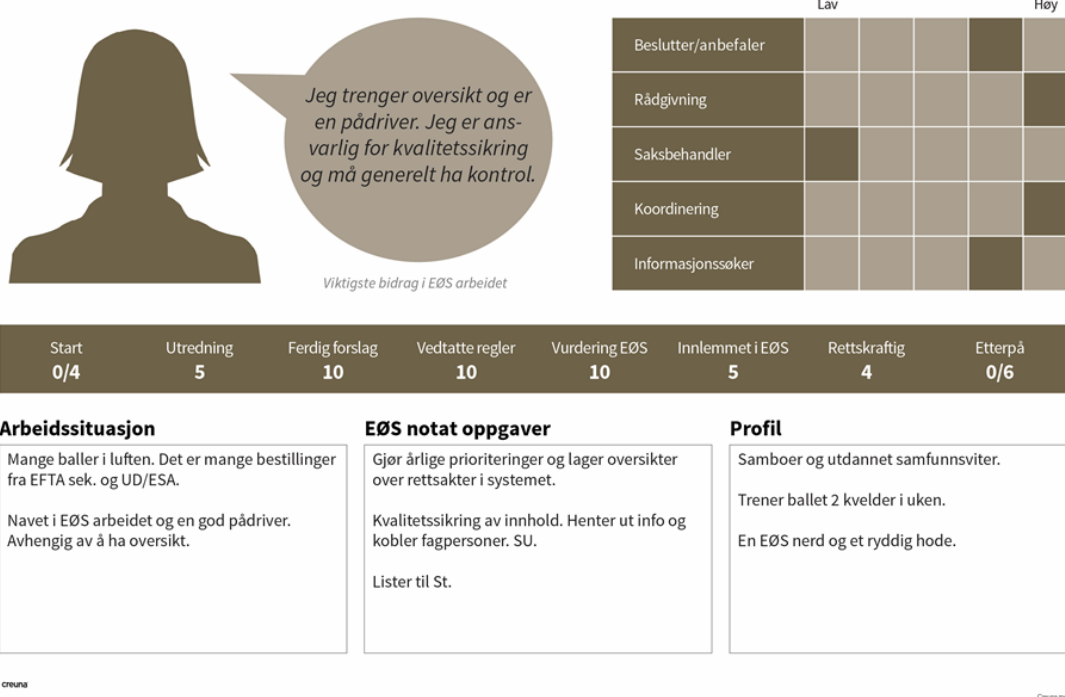 Lav
Høy
Jeg trenger oversikt og er
en pådriver. Jeg er ans-
varlig for kvalitetssikring
og må generelt ha kontrol.
Viktigste bidrag i EØS arbeidet
Beslutter/anbefaler
Rådgivning
Saksbehandler
Koordinering
Informasjonssøker
Start
0/4
Utredning
5
Ferdig forslag
10
Vedtatte regler
10
Vurdering EØS
10
Innlemmet i EØS
5
Rettskraftig
4
Etterpå
0/6
Arbeidssituasjon
Mange baller i luften. Det er mange bestillinger
fra EFTA sek. og UD/ESA.
Navet i EØS arbeidet og en god pådriver.
Avhengig av å ha oversikt.
EØS notat oppgaver
Gjør årlige prioriteringer og lager oversikter
over rettsakter i systemet.
Kvalitetssikring av innhold. Henter ut info og
kobler fagpersoner. SU.
Lister til St.
Profil
Samboer og utdannet samfunnsviter.
Trener ballet 2 kvelder i uken.
En EØS nerd og et ryddig hode.
creuna